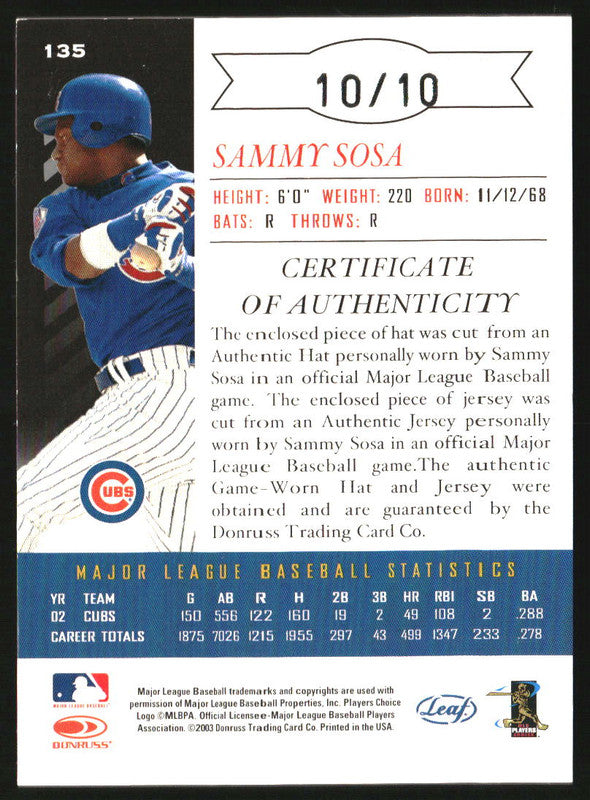 135
10/10
SAMMY SOSA
HEIGHT: 6'0" WEIGHT: 220 BORN: 11/12/68
BATS: R THROWS: R
CERTIFICATE
OF AUTHENTICITY
The enclosed piece of hat was cut from an
Authentic Hat personally worn by Sammy
Sosa in an official Major League Baseball
game. The enclosed piece of jersey was
cut from an Authentic Jersey personally
worn by Sammy Sosa in an official Major
League Baseball game.The authentic
Game-Worn Hat and Jersey were
obtained and are guaranteed by the
Donruss Trading Card Co.
CUBS
MAJOR LEAGUE BASEBALL STATISTICS
YR TEAM G AB R H 2B 3B HR RBI SB BA
02 CUBS 150 556 122 160 19 2 49 108 2 .288
CAREER TOTALS 1875 7026 1215 1955 297 43 499 1347 233 .278
MAJOR LEAGUE BASEBALL
DONRUSS
Major League Baseball trademarks and copyrights are used with
permission of Major League Baseball Properties, Inc. Players Choice
Logo ©MLBPA. Official Licensee-Major League Baseball Players
Association. ©2003 Donruss Trading Card Co. Printed in the USA.
Leaf
PLAYERS
CHOICE